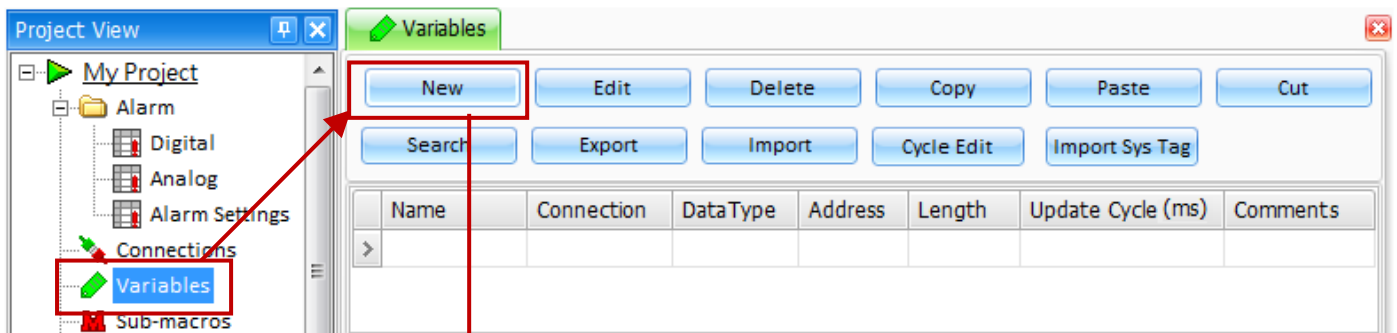 Project View
My Project
Alarm
Digital
Analog
Alarm Settings
Connections
Variables
Sub-macros
Variables
New Edit Delete Copy Paste Cut
Search Export Import Cycle Edit Import Sys Tag
Name Connection DataType Address Length Update Cycle (ms) Comments